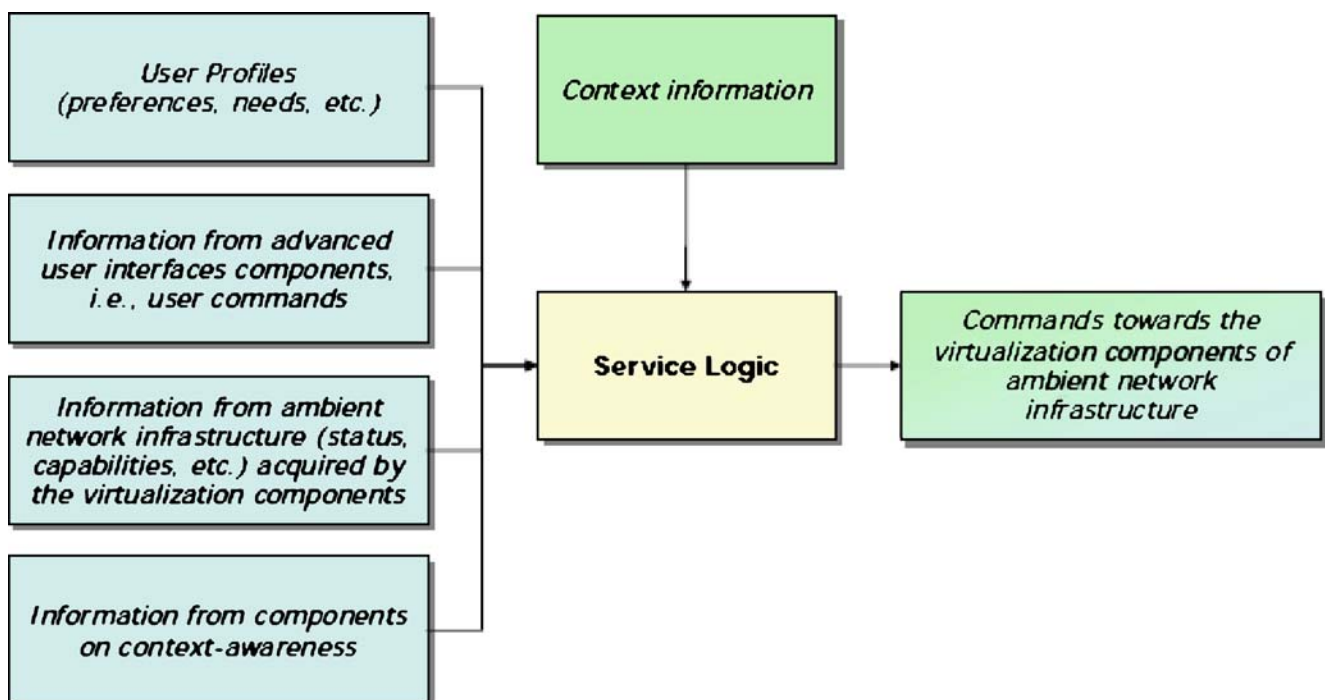 User Profiles
(preferences, needs, etc.)
Information from advanced
user interfaces components,
i.e., user commands
Information from ambient
network infrastructure (status,
capabilities, etc.) acquired by
the virtualization components
Information from components
on context-awareness
Context information
Service Logic
Commands towards the
virtualization components of
ambient network
infrastructure